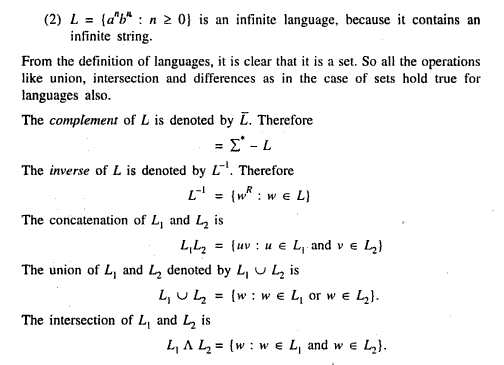 (2) L = {aⁿbⁿ : n ≥ 0} is an infinite language, because it contains an
infinite string.
From the definition of languages, it is clear that it is a set. So all the operations
like union, intersection and differences as in the case of sets hold true for
languages also.
The complement of L is denoted by L̅. Therefore
= Σ* – L
The inverse of L is denoted by L⁻¹. Therefore
L⁻¹ = {wᴿ : w ∈ L}
The concatenation of L₁ and L₂ is
L₁L₂ = {uv : u ∈ L₁ and v ∈ L₂}
The union of L₁ and L₂ denoted by L₁ ∪ L₂ is
L₁ ∪ L₂ = {w : w ∈ L₁ or w ∈ L₂}.
The intersection of L₁ and L₂ is
L₁ Λ L₂ = {w : w ∈ L₁ and w ∈ L₂}.